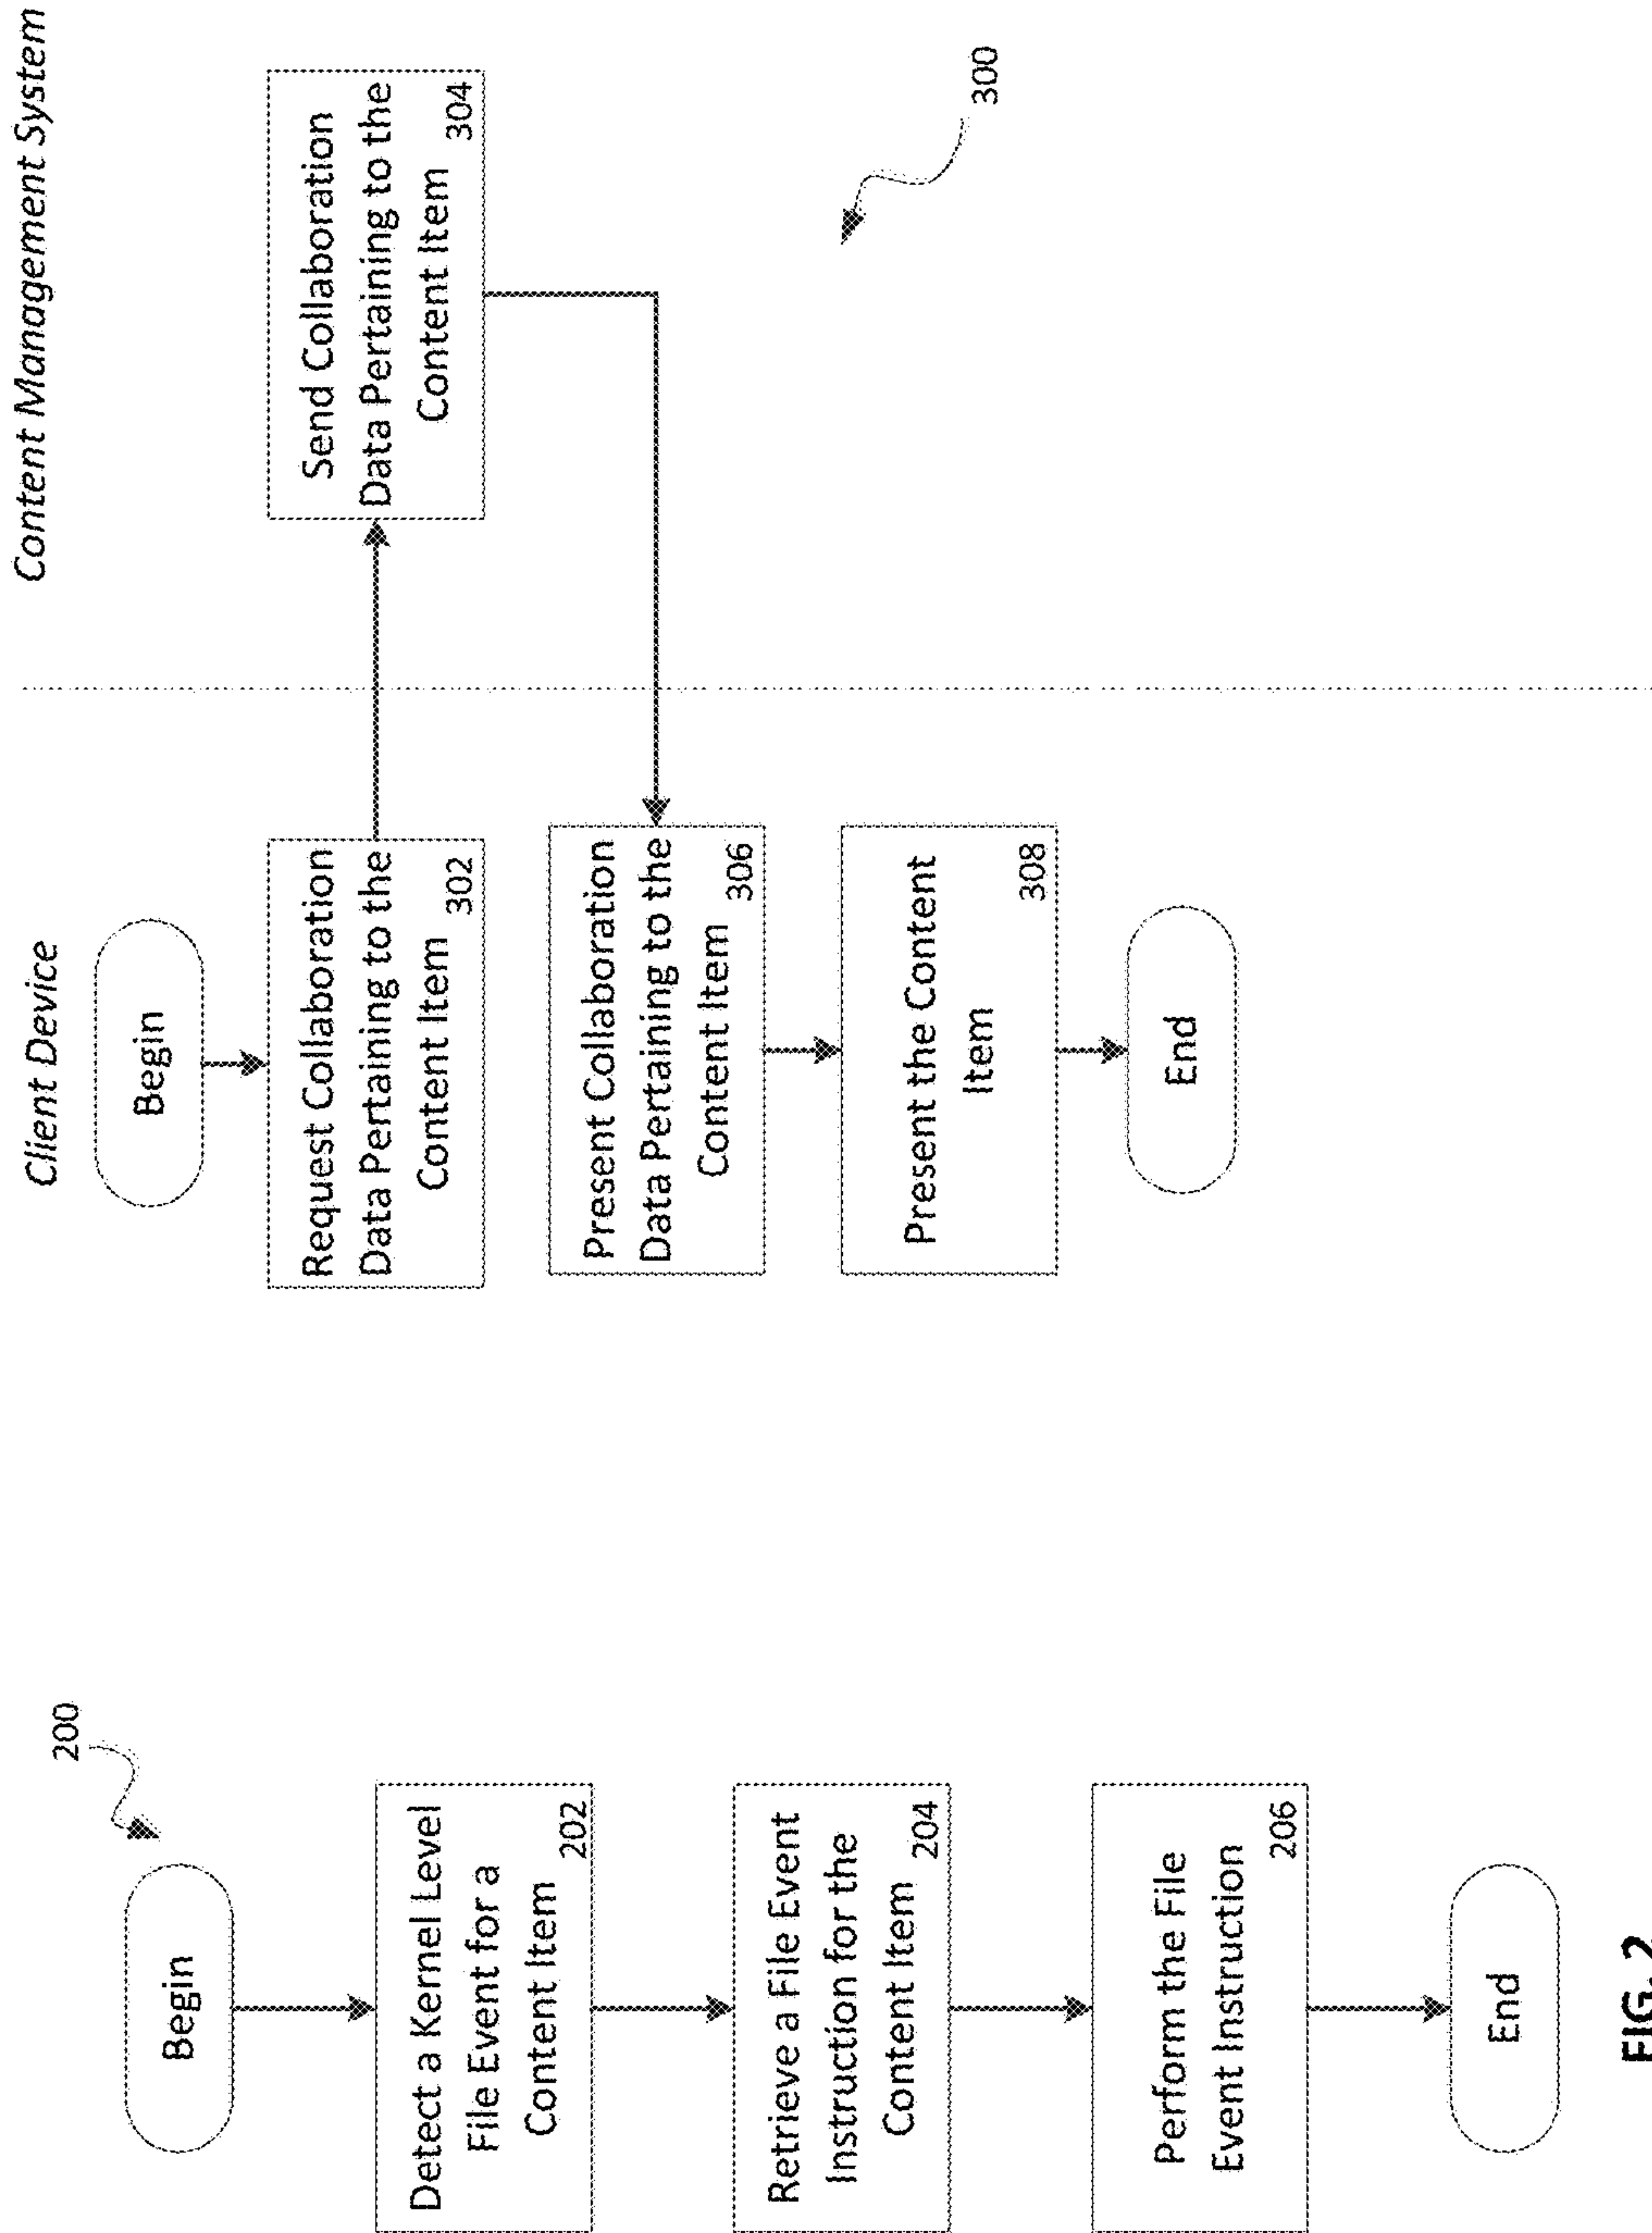 200
Begin
Detect a Kernel Level
File Event for a
Content Item
202
Retrieve a File Event
Instruction for the
Content Item
204
Perform the File
Event Instruction
206
End
FIG. 2
Client Device
Content Management System
Begin
Request Collaboration
Data Pertaining to the
Content Item
302
Send Collaboration
Data Pertaining to the
Content Item
304
Present Collaboration
Data Pertaining to the
Content Item
306
Present the Content
Item
308
End
300